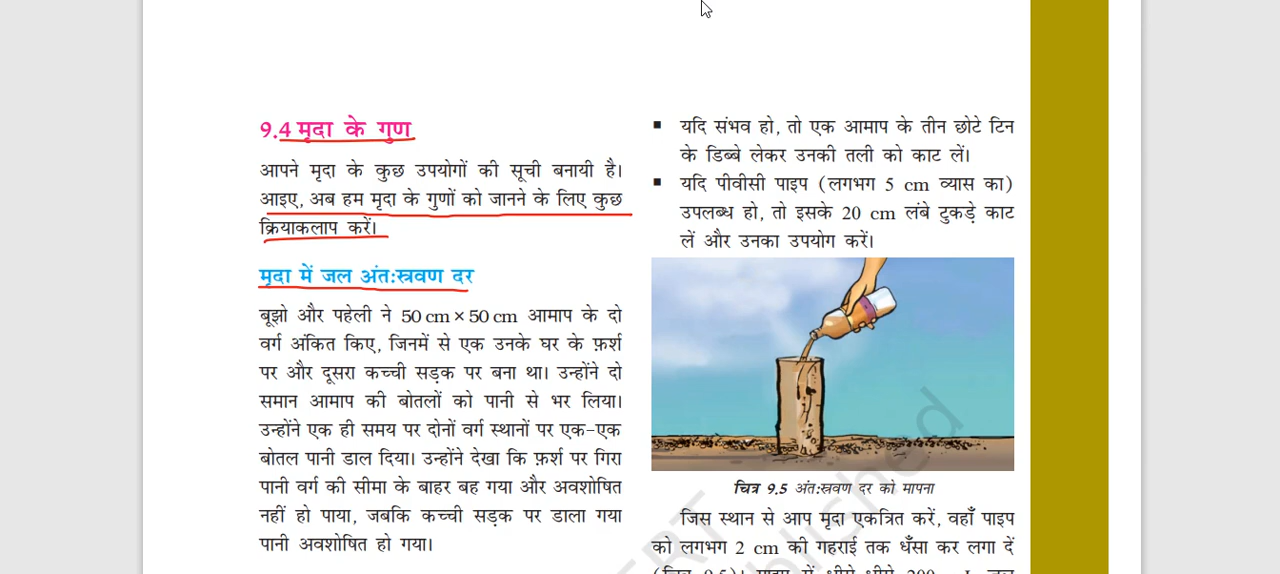 9.4 मृदा के गुण
आपने मृदा के कुछ उपयोगों की सूची बनायी है।
आइए, अब हम मृदा के गुणों को जानने के लिए कुछ
क्रियाकलाप करें।
मृदा में जल अंतःस्त्रवण दर
बूझो और पहेली ने 50 cm × 50 cm आमाप के दो
वर्ग अंकित किए, जिनमें से एक उनके घर के फ़र्श
पर और दूसरा कच्ची सड़क पर बना था। उन्होंने दो
समान आमाप की बोतलों को पानी से भर लिया।
उन्होंने एक ही समय पर दोनों वर्ग स्थानों पर एक-एक
बोतल पानी डाल दिया। उन्होंने देखा कि फ़र्श पर गिरा
पानी वर्ग की सीमा के बाहर बह गया और अवशोषित
नहीं हो पाया, जबकि कच्ची सड़क पर डाला गया
पानी अवशोषित हो गया।
▪ यदि संभव हो, तो एक आमाप के तीन छोटे टिन
के डिब्बे लेकर उनकी तली को काट लें।
▪ यदि पीवीसी पाइप (लगभग 5 cm व्यास का)
उपलब्ध हो, तो इसके 20 cm लंबे टुकड़े काट
लें और उनका उपयोग करें।
चित्र 9.5 अंतःस्त्रवण दर को मापना
जिस स्थान से आप मृदा एकत्रित करें, वहाँ पाइप
को लगभग 2 cm की गहराई तक धँसा कर लगा दें